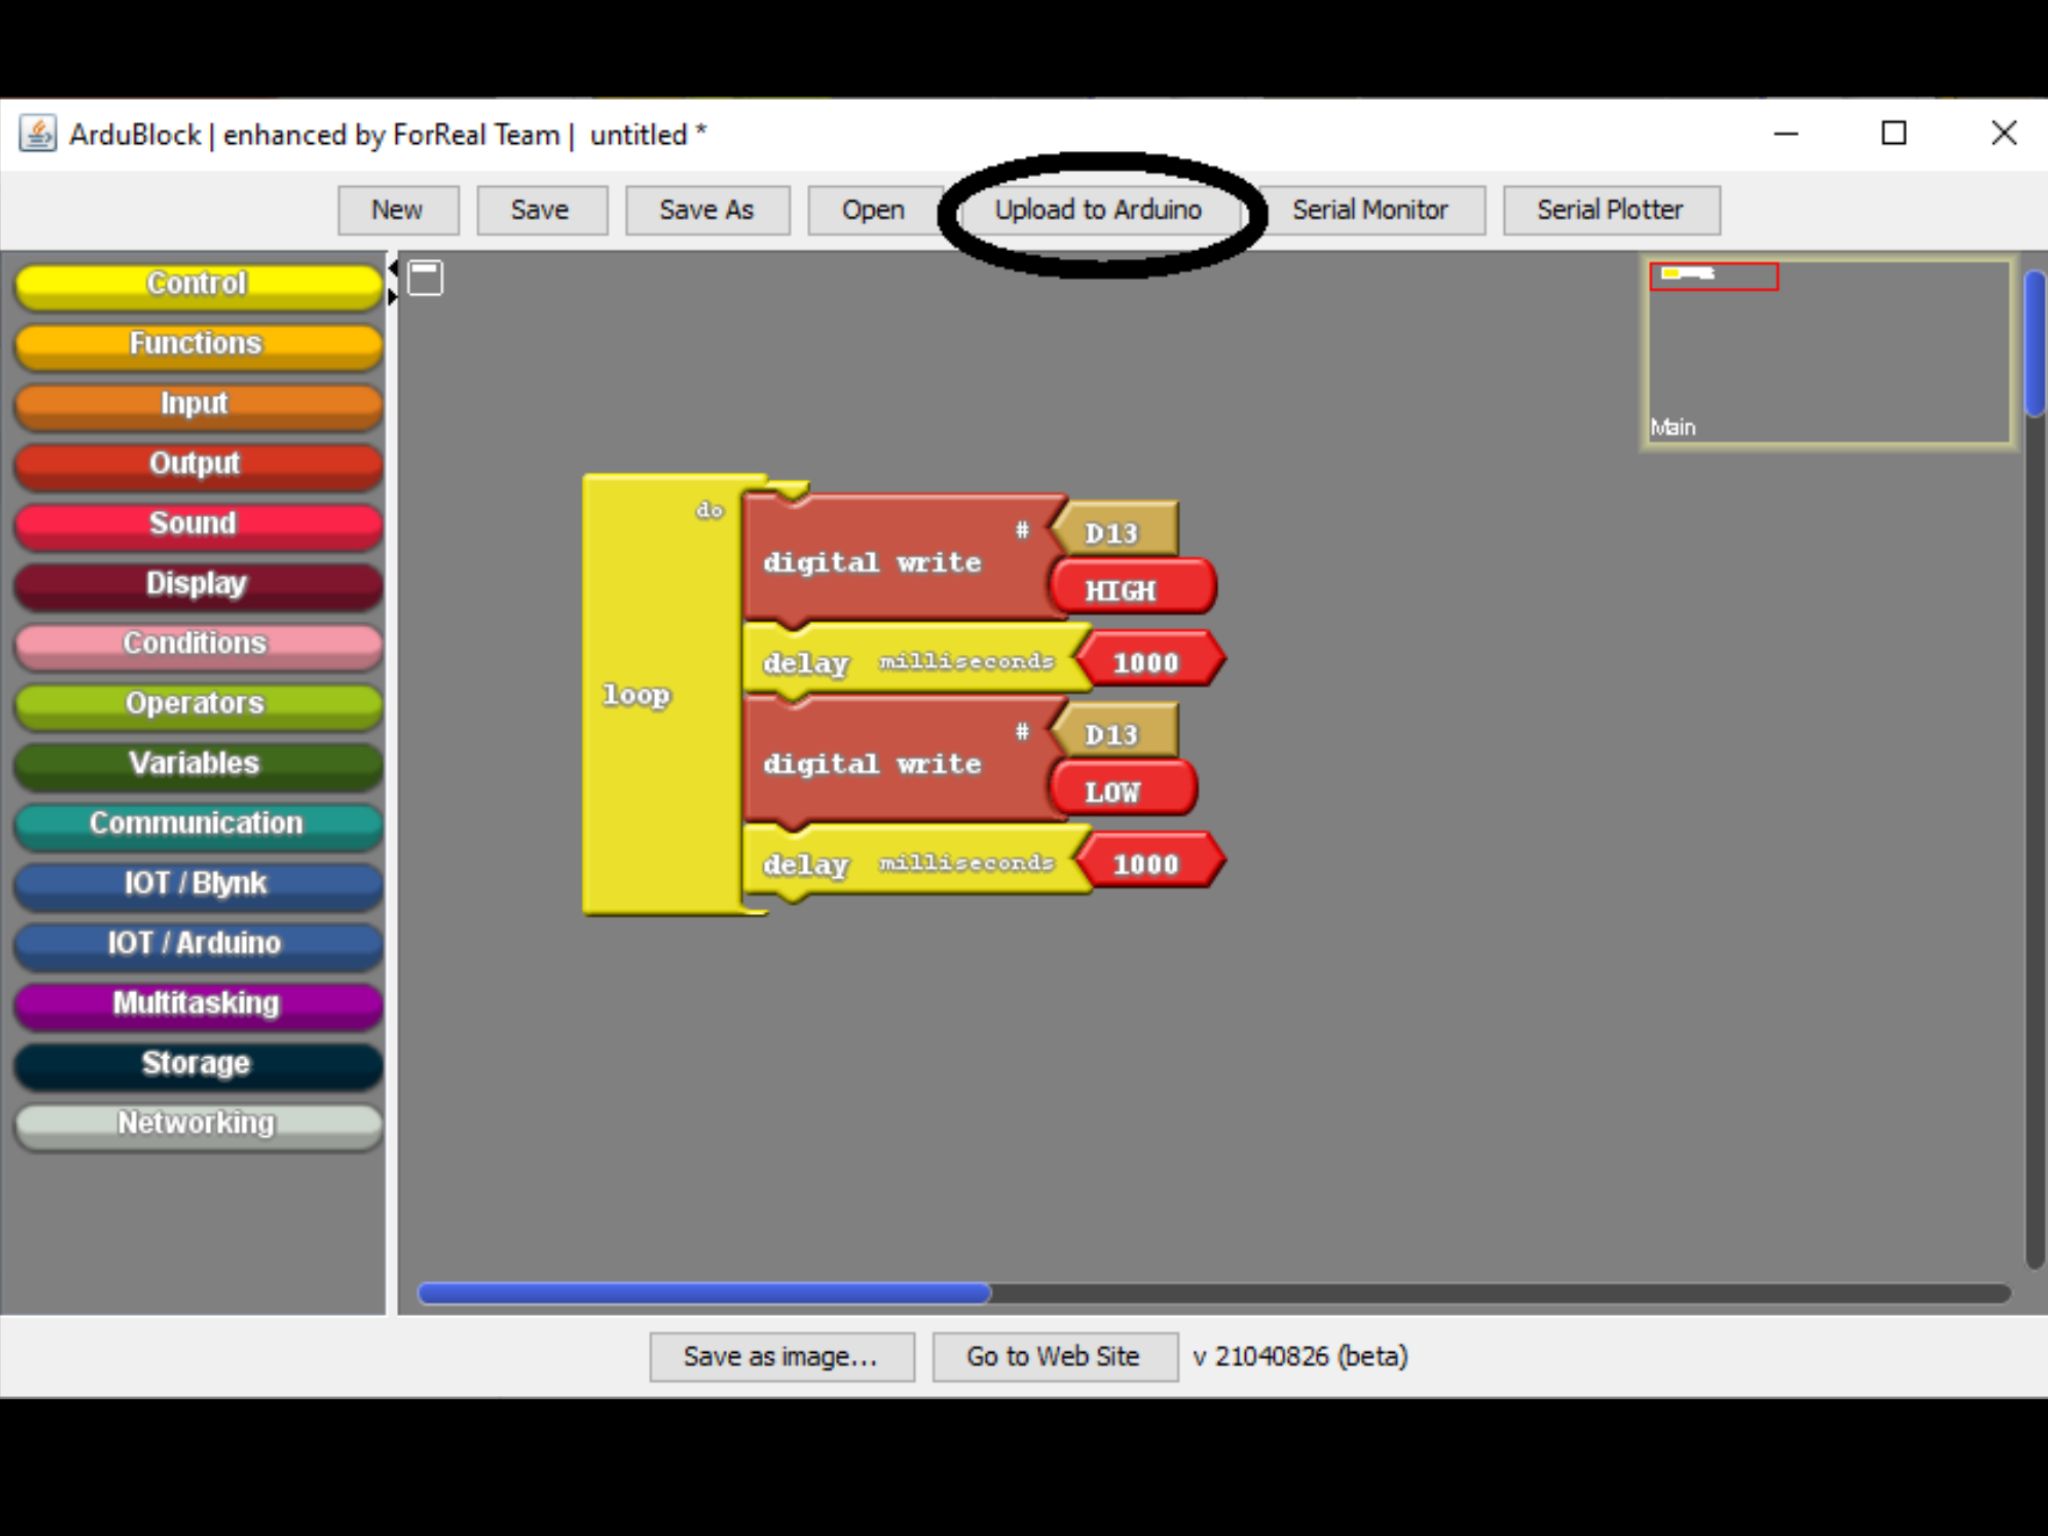 ArduBlock | enhanced by ForReal Team | untitled *
New Save Save As Open Upload to Arduino Serial Monitor Serial Plotter
Control
Functions
Input
Output
Sound
Display
Conditions
Operators
Variables
Communication
IOT / Blynk
IOT / Arduino
Multitasking
Storage
Networking
Main
loop
do
digital write # D13
HIGH
delay milliseconds 1000
digital write # D13
LOW
delay milliseconds 1000
Save as image... Go to Web Site v 21040826 (beta)